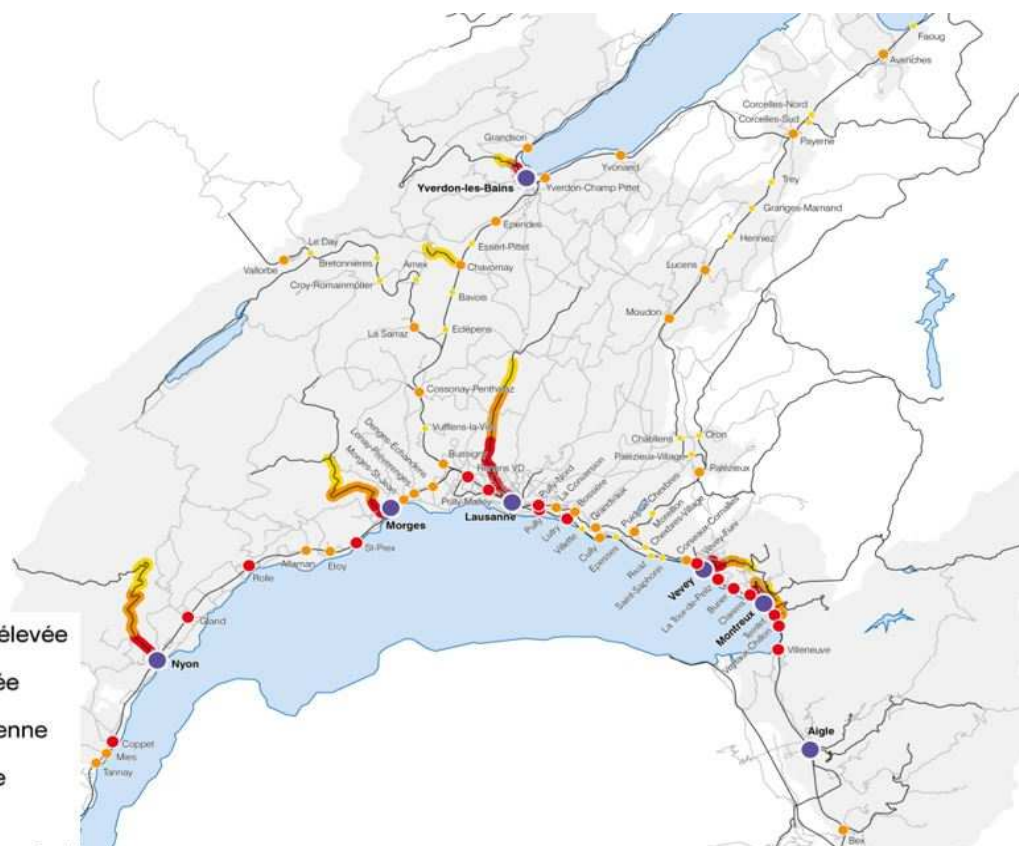 Faoug
Avenches
Corcelles-Nord
Corcelles-Sud
Payerne
Grandson
Yvonand
Yverdon-les-Bains
Yverdon-Champ Pittet
Trey
Granges-Marnand
Ependes
Henniez
Le Day
Essert-Pittet
Bretonnières
Arnex
Vallorbe
Chavornay
Lucens
Croy-Romainmôtier
Bavois
Moudon
La Sarraz
Eclépens
Cossonay-Penthalaz
Vufflens-la-Ville
Châtillens
Oron
Palézieux-Village
Palézieux
Denges-Echandens
Lonay-Préverenges
Morges-St-Jean
Bussigny
Renens VD
Prilly-Malley
Lausanne
Morges
Pully-Nord
La Conversion
Bossière
Grandvaux
Puidoux-Chexbres
Moreillon
Chexbres-Village
Corseaux-Cornalles
Vevey-Funi
Pully
Lutry
Villette
Cully
Epesses
Rivaz
Saint-Saphorin
Vevey
La Tour-de-Peilz
Burier
Clarens
Montreux
Territet
Veytaux-Chillon
Villeneuve
St-Prex
Etoy
Allaman
Rolle
Gland
Nyon
élevée
ée
enne
e
Coppet
Mies
Tannay
Aigle
Bex